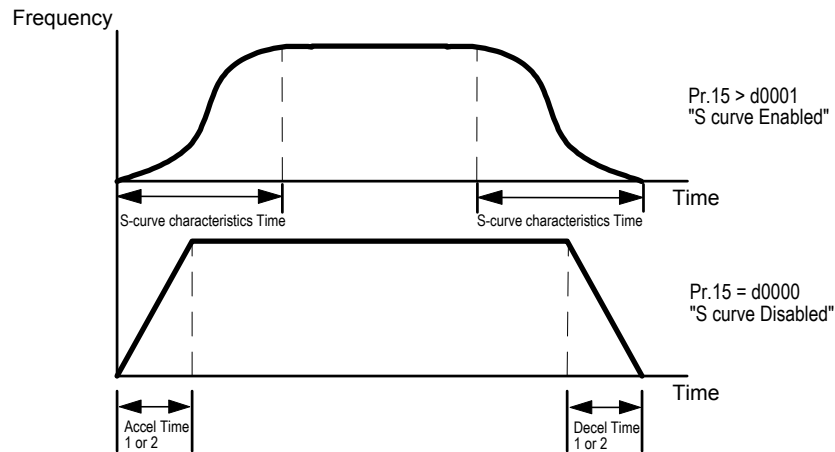 Frequency
Pr.15 > d0001
"S curve Enabled"
Time
S-curve characteristics Time
S-curve characteristics Time
Pr.15 = d0000
"S curve Disabled"
Time
Accel Time
1 or 2
Decel Time
1 or 2